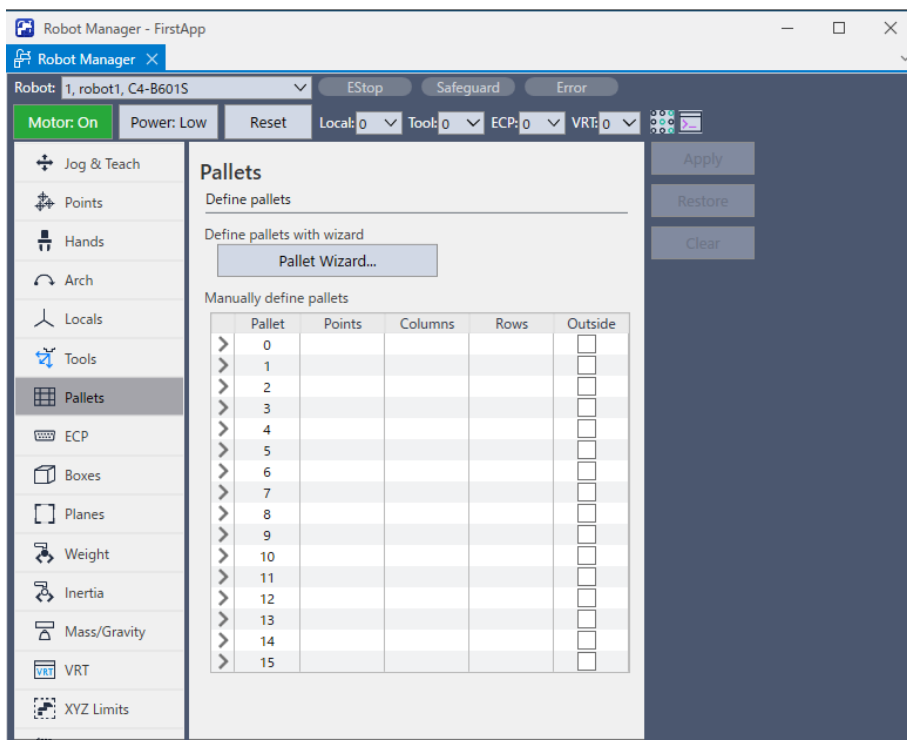 Robot Manager - FirstApp
Robot Manager
Robot: 1, robot1, C4-B601S EStop Safeguard Error
Motor: On Power: Low Reset Local: 0 Tool: 0 ECP: 0 VRT: 0
Jog & Teach
Points
Hands
Arch
Locals
Tools
Pallets
ECP
Boxes
Planes
Weight
Inertia
Mass/Gravity
VRT VRT
XYZ Limits
Pallets
Define pallets
Define pallets with wizard
Pallet Wizard...
Manually define pallets
Pallet Points Columns Rows Outside
0
1
2
3
4
5
6
7
8
9
10
11
12
13
14
15
Apply
Restore
Clear